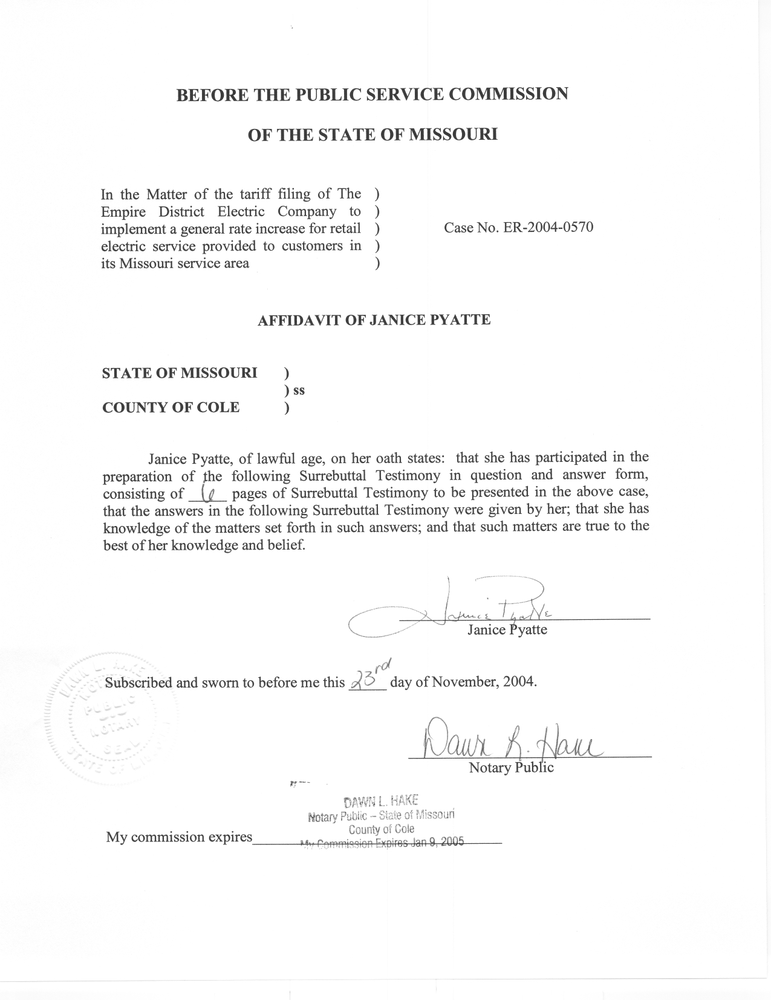 BEFORE THE PUBLIC SERVICE COMMISSION
OF THE STATE OF MISSOURI
In the Matter of the tariff filing of The )
Empire District Electric Company to )
implement a general rate increase for retail ) Case No. ER-2004-0570
electric service provided to customers in )
its Missouri service area )
AFFIDAVIT OF JANICE PYATTE
STATE OF MISSOURI )
) ss
COUNTY OF COLE )
Janice Pyatte, of lawful age, on her oath states: that she has participated in the
preparation of the following Surrebuttal Testimony in question and answer form,
consisting of 6 pages of Surrebuttal Testimony to be presented in the above case,
that the answers in the following Surrebuttal Testimony were given by her; that she has
knowledge of the matters set forth in such answers; and that such matters are true to the
best of her knowledge and belief.
Janice Pyatte
Janice Pyatte
Subscribed and sworn to before me this 23rd day of November, 2004.
DAWN L. HAKE
NOTARY
PUBLIC
NOTARY
SEAL
STATE OF MISSOURI
Dawn L. Hake
Notary Public
DAWN L. HAKE
Notary Public – State of Missouri
County of Cole
My commission expires My Commission Expires Jan 9, 2005